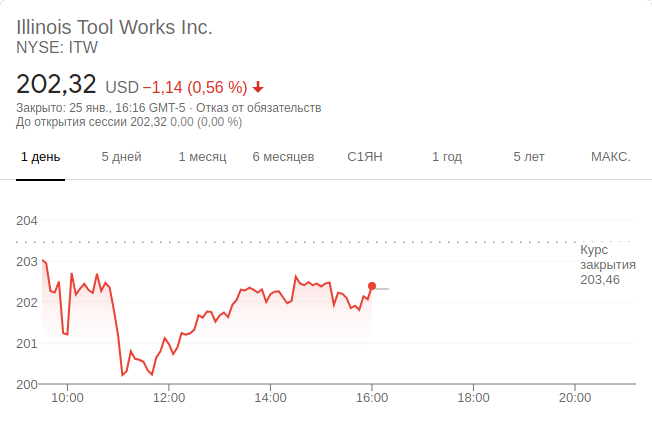 Illinois Tool Works Inc.
NYSE: ITW
202,32 USD −1,14 (0,56 %)
Закрыто: 25 янв., 16:16 GMT-5 · Отказ от обязательств
До открытия сессии 202,32 0,00 (0,00 %)
1 день 5 дней 1 месяц 6 месяцев С1ЯН 1 год 5 лет МАКС.
204
203
202
201
200
Курс
закрытия
203,46
10:00 12:00 14:00 16:00 18:00 20:00